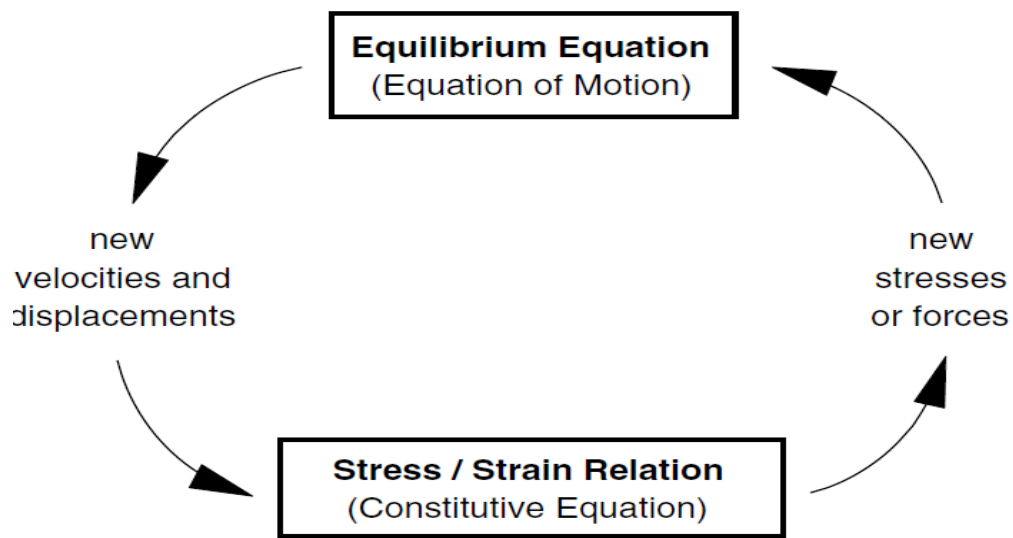 Equilibrium Equation
(Equation of Motion)
new
velocities and
displacements
new
stresses
or forces
Stress / Strain Relation
(Constitutive Equation)